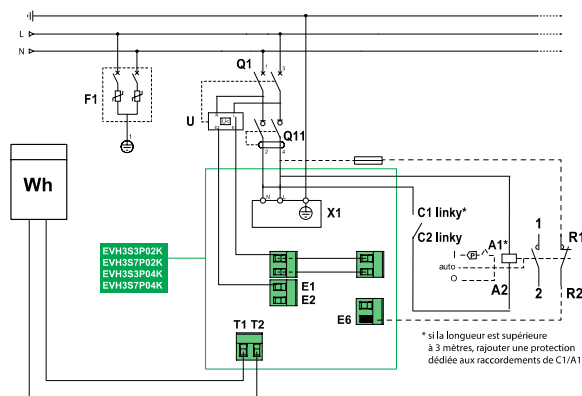 L
N
Q1
1 3
F1
U
N
U<
Q11
2 4
1
Wh
N L
X1
C1 linky*
C2 linky
EVH3S3P02K
EVH3S7P02K
EVH3S3P04K
EVH3S7P04K
I
P
A1*
auto
O
A2
1
2
R1
R2
E1
E2
E6
T1 T2
* si la longueur est supérieure
à 3 mètres, rajouter une protection
dédiée aux raccordements de C1/A1